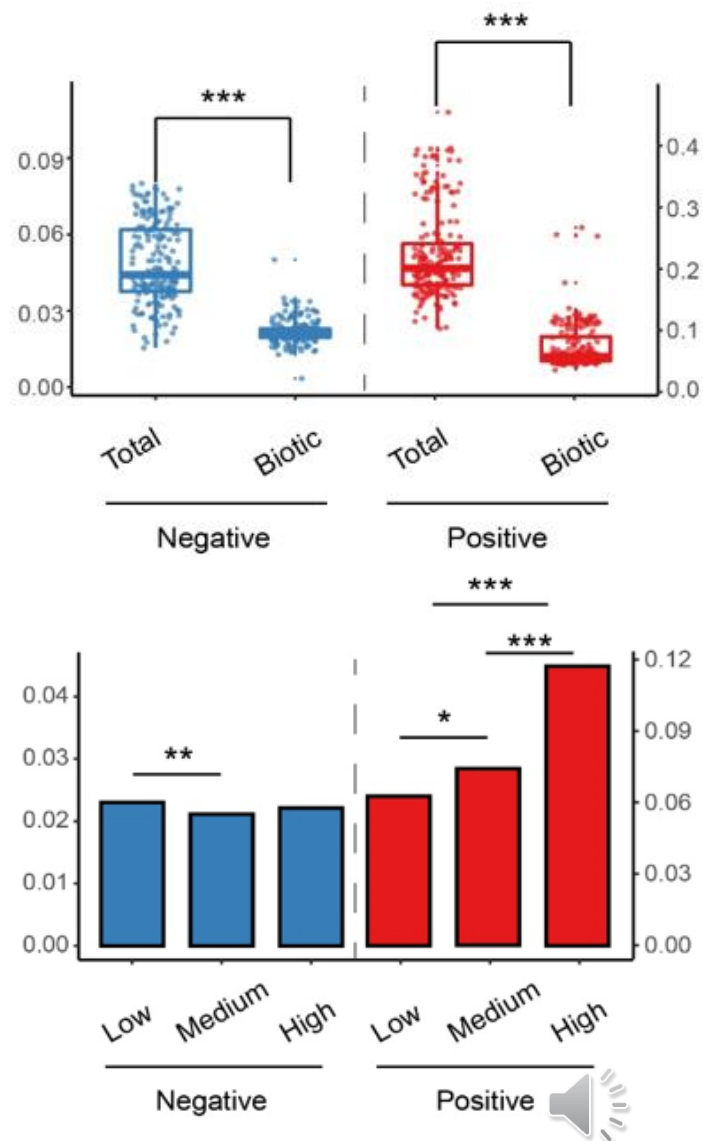 ***
***
0.09
0.4
0.3
0.06
0.2
0.03
0.1
0.00
0.0
Total
Biotic
Total
Biotic
Negative
Positive
***
***
0.12
0.04
*
0.09
**
0.03
0.02
0.06
0.01
0.03
0.00
0.00
Low
Medium
High
Low
Medium
High
Negative
Positive